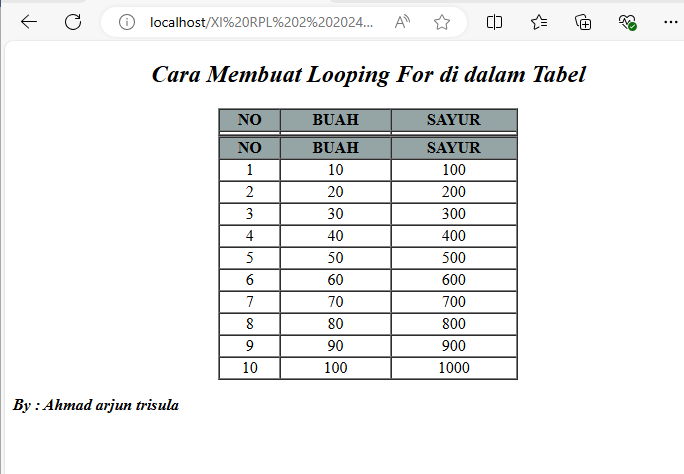 localhost/XI%20RPL%202%202024...
Cara Membuat Looping For di dalam Tabel
NO BUAH SAYUR
NO BUAH SAYUR
1 10 100
2 20 200
3 30 300
4 40 400
5 50 500
6 60 600
7 70 700
8 80 800
9 90 900
10 100 1000
By : Ahmad arjun trisula